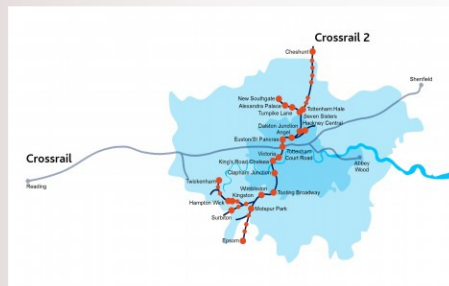 Crossrail 2
Cheshunt
Shenfield
New Southgate
Alexandra Palace
Turnpike Lane
Tottenham Hale
Seven Sisters
Hackney Central
Dalston Junction
Angel
Euston St Pancras
Tottenham
Court Road
Victoria
King's Road Chelsea
Clapham Junction
Abbey
Wood
Crossrail
Reading
Twickenham
Wimbledon
Kingston
Tooting Broadway
Hampton Wick
Motspur Park
Surbiton
Epsom